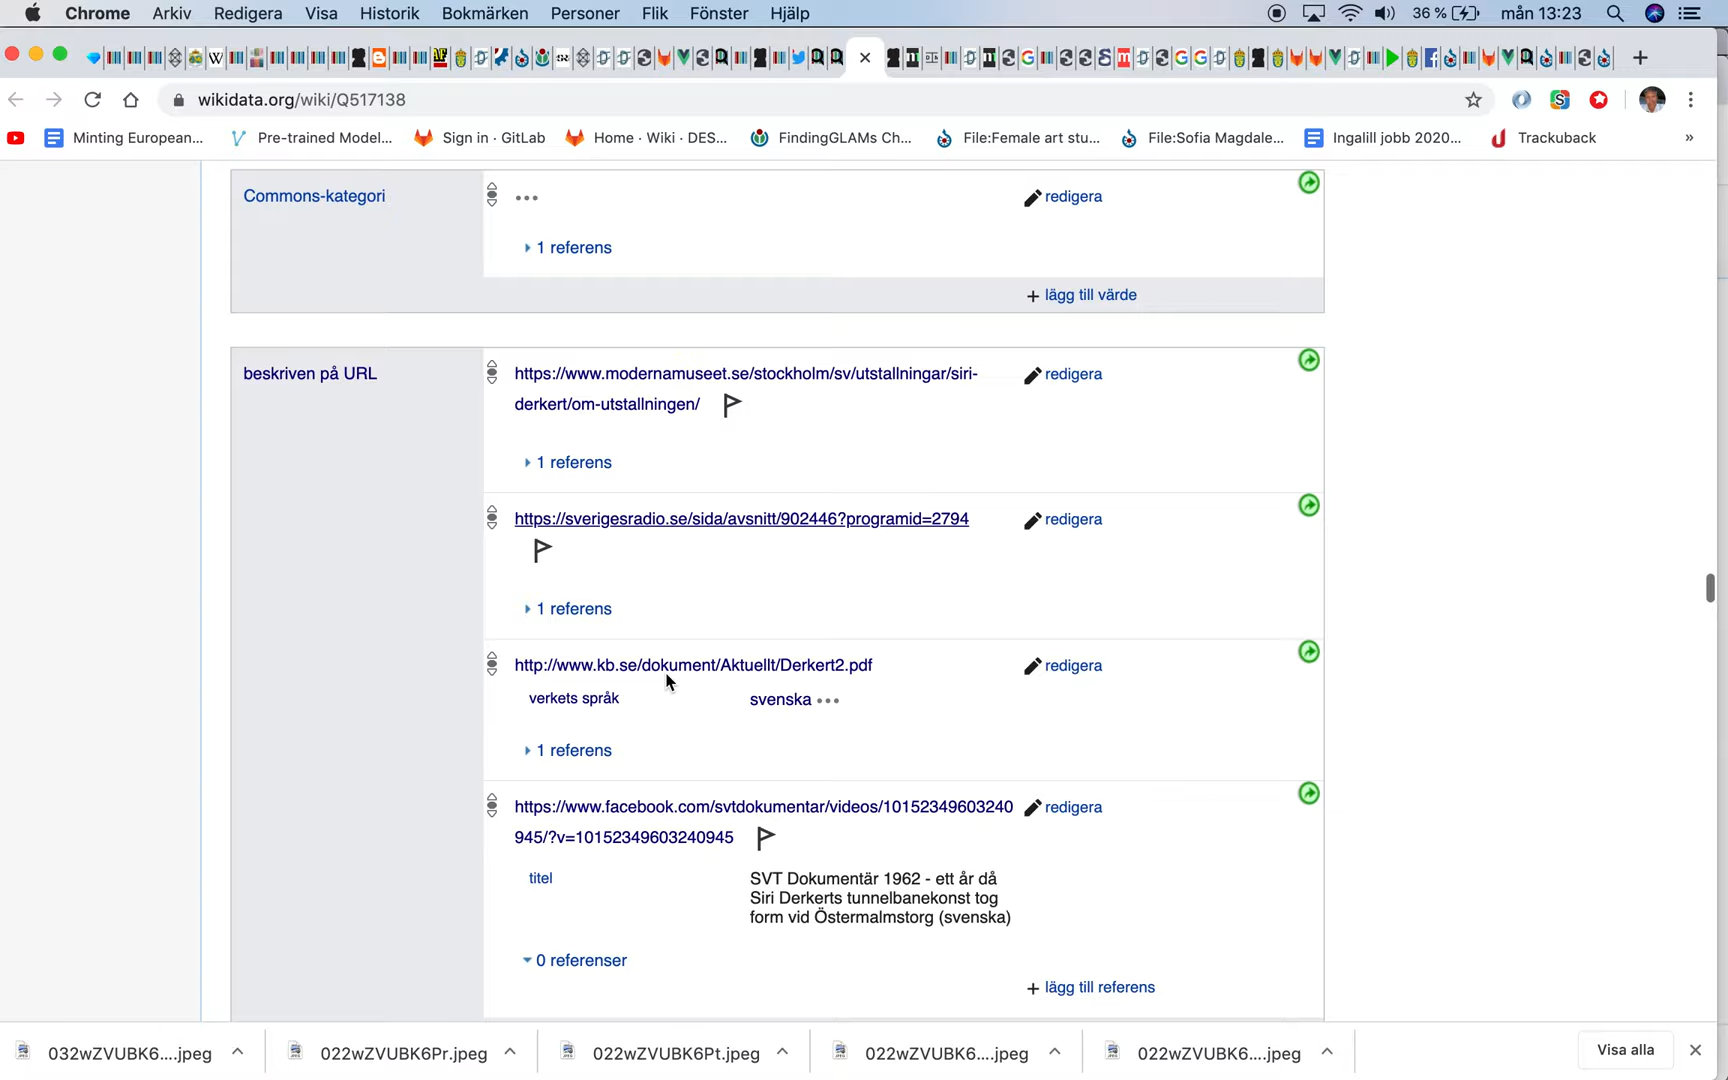 Chrome Arkiv Redigera Visa Historik Bokmärken Personer Flik Fönster Hjälp 36 % mån 13:23
wikidata.org/wiki/Q517138
Minting European... Pre-trained Model... Sign in · GitLab Home · Wiki · DES... FindingGLAMs Ch... File:Female art stu... File:Sofia Magdale... Ingalill jobb 2020... Trackuback »
Commons-kategori
redigera
1 referens
+ lägg till värde
beskriven på URL
https://www.modernamuseet.se/stockholm/sv/utstallningar/siri-
derkert/om-utstallningen/
redigera
1 referens
https://sverigesradio.se/sida/avsnitt/902446?programid=2794
redigera
1 referens
http://www.kb.se/dokument/Aktuellt/Derkert2.pdf
redigera
verkets språk svenska
1 referens
https://www.facebook.com/svtdokumentar/videos/10152349603240
945/?v=10152349603240945
redigera
titel
SVT Dokumentär 1962 - ett år då
Siri Derkerts tunnelbanekonst tog
form vid Östermalmstorg (svenska)
0 referenser
+ lägg till referens
032wZVUBK6....jpeg 022wZVUBK6Pr.jpeg 022wZVUBK6Pt.jpeg 022wZVUBK6....jpeg 022wZVUBK6....jpeg Visa alla